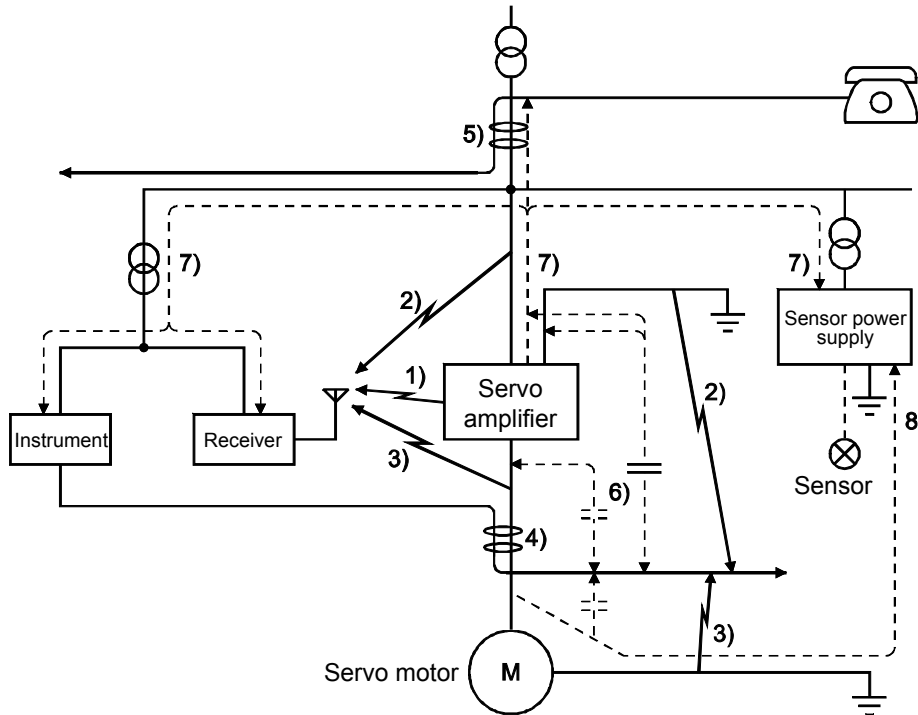 5)
7)
7)
7)
2)
Sensor power
supply
1)
Servo
amplifier
2)
Instrument
Receiver
3)
8
6)
Sensor
4)
3)
Servo motor
M